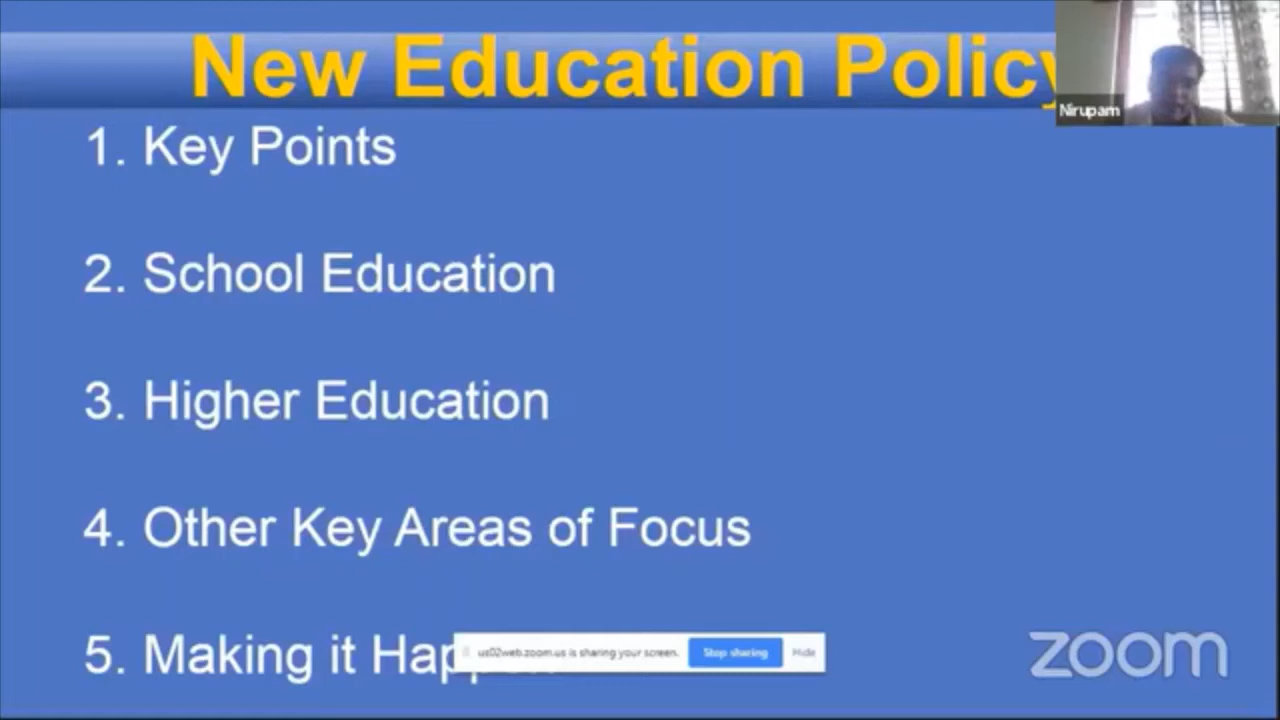 New Education Policy
Nirupam
1. Key Points
2. School Education
3. Higher Education
4. Other Key Areas of Focus
5. Making it
us02web.zoom.us is sharing your screen. Stop sharing Hide
zoom